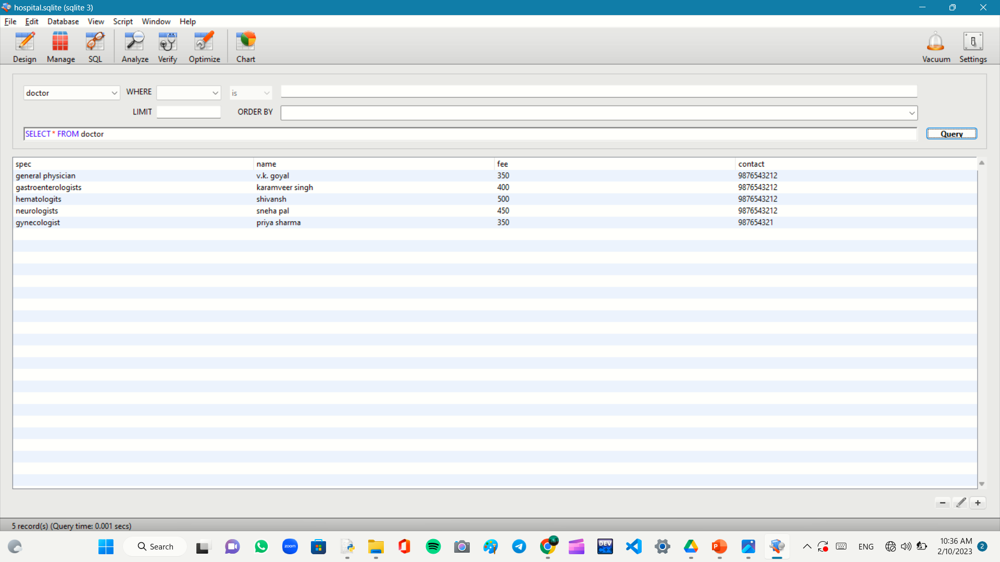 hospital.sqlite (sqlite 3)
File Edit Database View Script Window Help
Design Manage SQL Analyze Verify Optimize Chart Vacuum Settings
doctor WHERE is
LIMIT ORDER BY
SELECT * FROM doctor Query
spec name fee contact
general physician v.k. goyal 350 9876543212
gastroenterologists karamveer singh 400 9876543212
hematologits shivansh 500 9876543212
neurologists sneha pal 450 9876543212
gynecologist priya sharma 350 987654321
5 record(s) (Query time: 0.001 secs)
Search zoom DEV C++ ENG 10:36 AM 2
2/10/2023